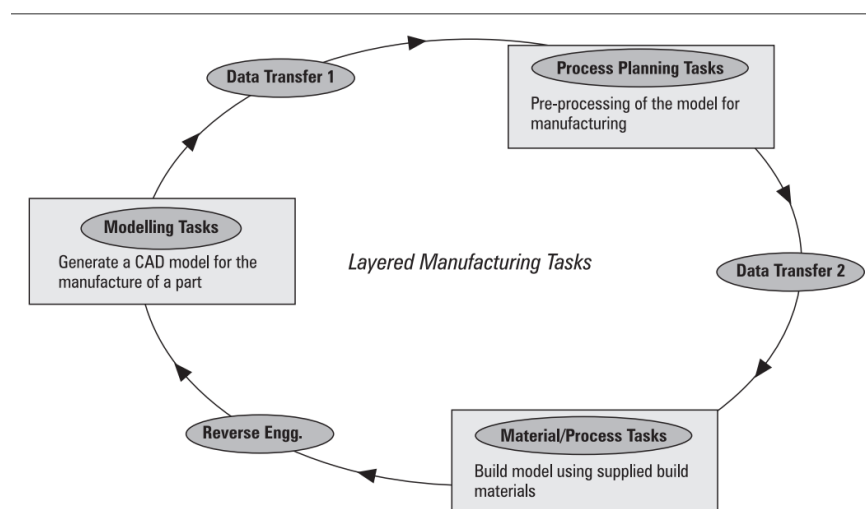 Data Transfer 1
Process Planning Tasks
Pre-processing of the model for
manufacturing
Modelling Tasks
Generate a CAD model for the
manufacture of a part
Layered Manufacturing Tasks
Data Transfer 2
Reverse Engg.
Material/Process Tasks
Build model using supplied build
materials